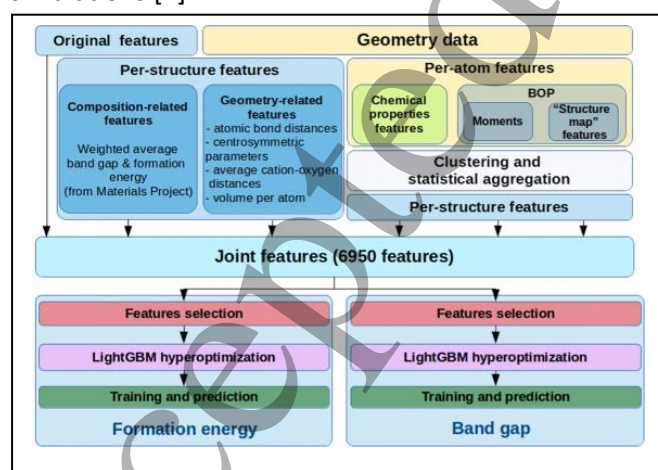 Original features
Geometry data
Per-structure features
Composition-related
features
Weighted average
band gap & formation
energy
(from Materials Project)
Geometry-related
features
- atomic bond distances
- centrosymmetric
parameters
- average cation-oxygen
distances
- volume per atom
Per-atom features
Chemical
properties
features
BOP
Moments
"Structure
map"
features
Clustering and
statistical aggregation
Per-structure features
Joint features (6950 features)
Features selection
LightGBM hyperoptimization
Training and prediction
Formation energy
Features selection
LightGBM hyperoptimization
Training and prediction
Band gap